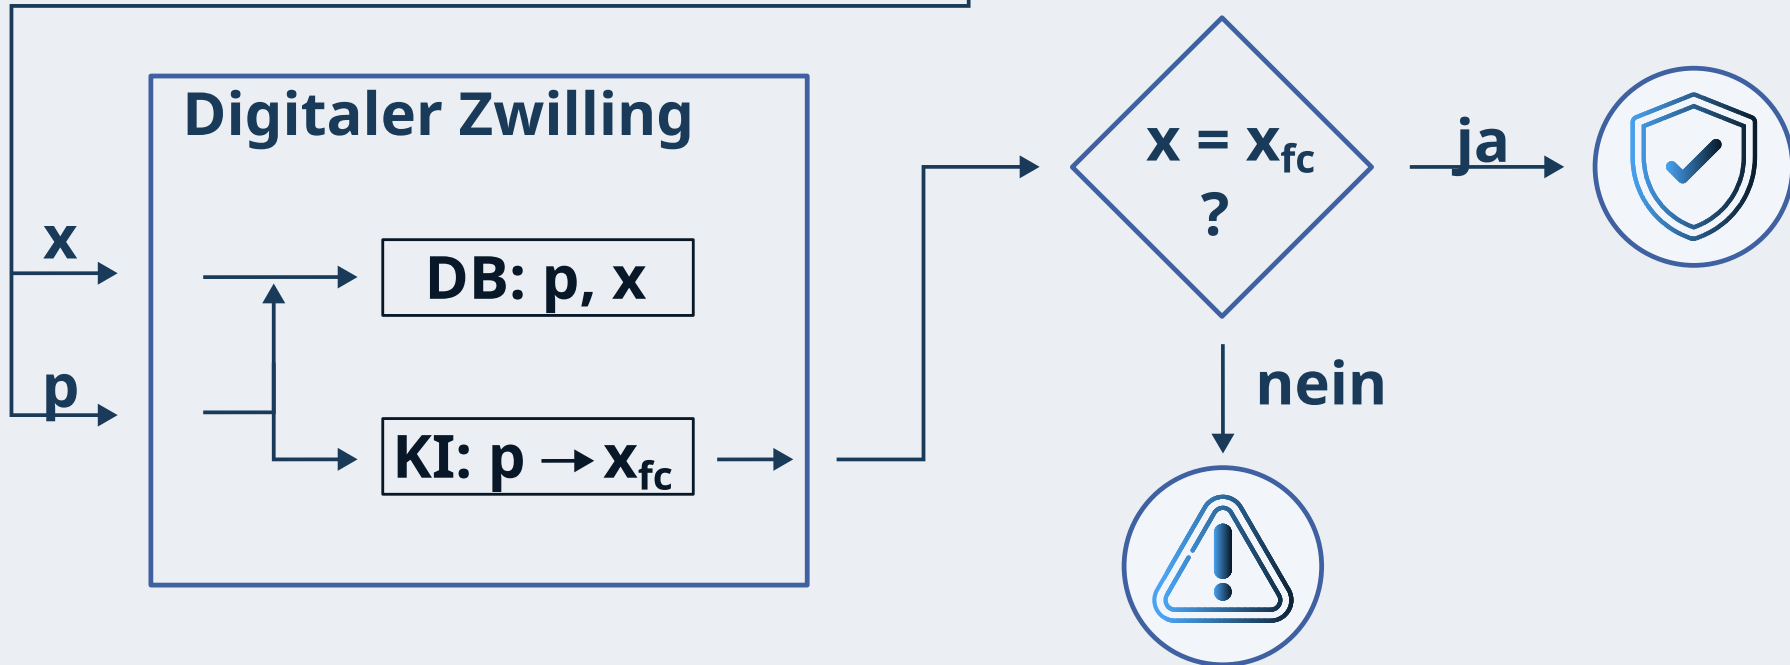 Digitaler Zwilling
x
p
DB: p, x
KI: p → xfc
x = xfc
?
ja
nein